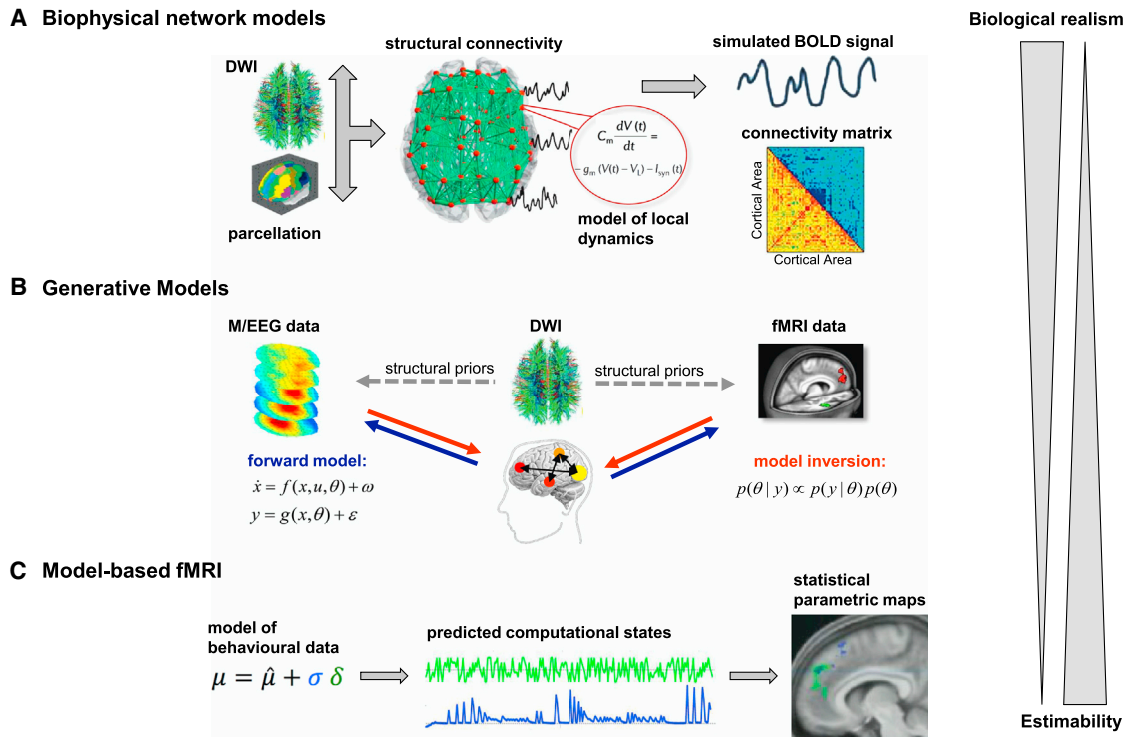 A Biophysical network models
Biological realism
structural connectivity
simulated BOLD signal
DWI
C_m dV(t)/dt =
- g_m (V(t) – V_L) – I_syn (t)
connectivity matrix
Cortical Area
Cortical Area
parcellation
model of local
dynamics
B Generative Models
M/EEG data
DWI
fMRI data
structural priors
structural priors
forward model:
ẋ = f(x,u,θ) + ω
y = g(x,θ) + ε
model inversion:
p(θ | y) ∝ p(y | θ) p(θ)
C Model-based fMRI
statistical
parametric maps
model of
behavioural data
predicted computational states
μ = μ̂ + σ δ
Estimability